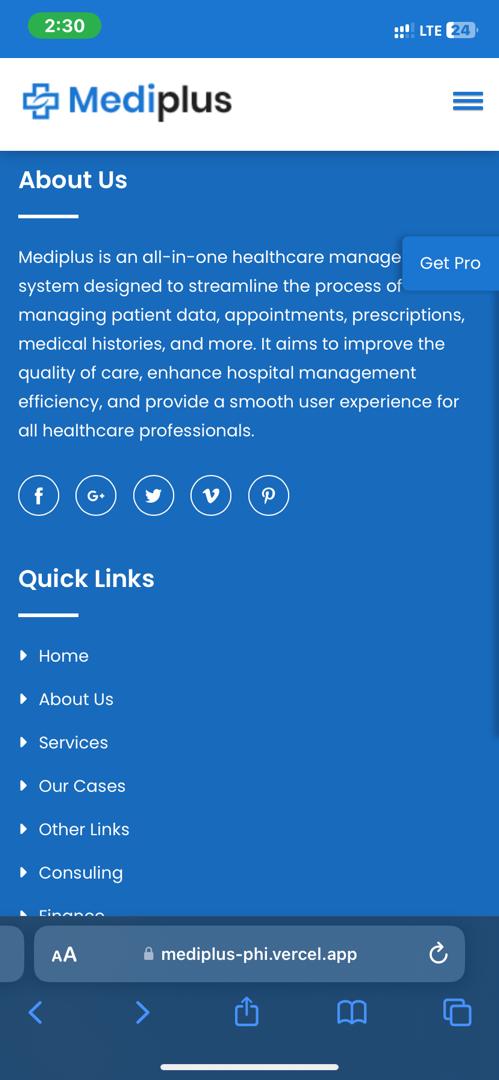 2:30
LTE 24
Mediplus
About Us
Mediplus is an all-in-one healthcare manage
Get Pro
system designed to streamline the process of
managing patient data, appointments, prescriptions,
medical histories, and more. It aims to improve the
quality of care, enhance hospital management
efficiency, and provide a smooth user experience for
all healthcare professionals.
Quick Links
Home
About Us
Services
Our Cases
Other Links
Consuling
Finance
AA mediplus-phi.vercel.app